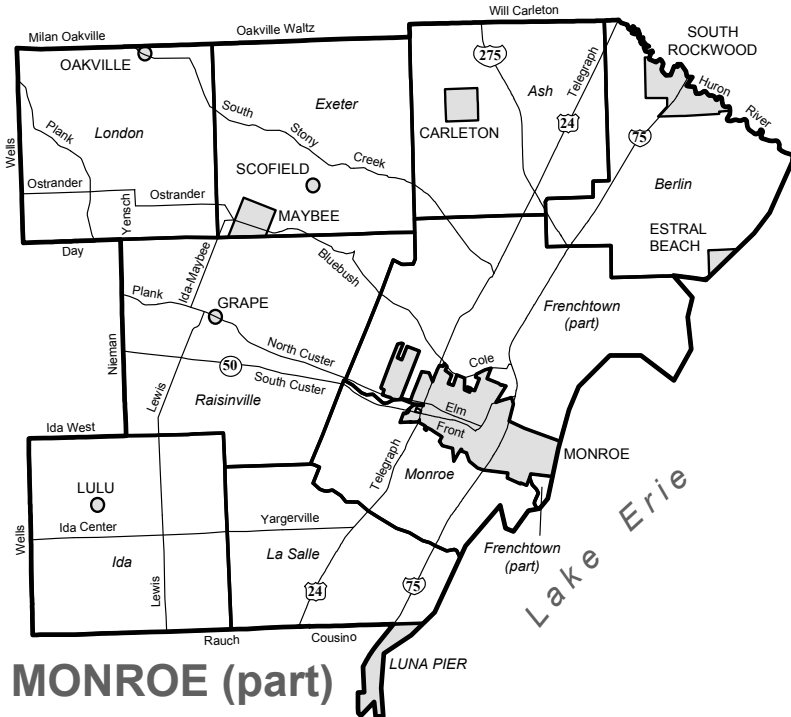 Will Carleton
Milan Oakville
Oakville Waltz
SOUTH
ROCKWOOD
OAKVILLE
275
Telegraph
Huron
River
South
Exeter
Ash
Plank
London
Stony
CARLETON
24
75
Wells
Creek
SCOFIELD
Berlin
Ostrander
Yensch
Ostrander
MAYBEE
ESTRAL
BEACH
Day
Ida-Maybee
Bluebush
Plank
GRAPE
Frenchtown
(part)
Nieman
North Custer
Cole
50
South Custer
Lewis
Raisinville
Elm
Front
Ida West
Telegraph
Monroe
MONROE
LULU
Wells
Ida Center
Yargerville
Frenchtown
(part)
Lake Erie
Ida
La Salle
Lewis
24
75
Rauch
Cousino
LUNA PIER
MONROE (part)